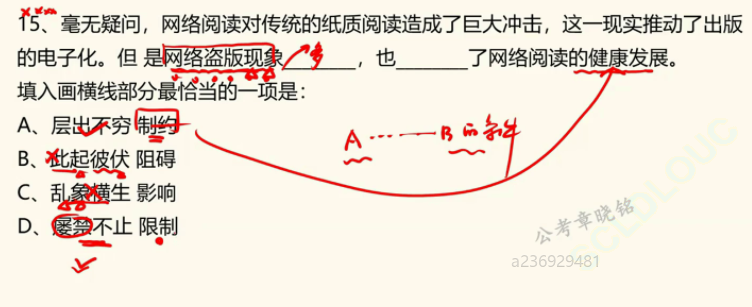 15、毫无疑问，网络阅读对传统的纸质阅读造成了巨大冲击，这一现实推动了出版
的电子化。但 是网络盗版现象________，也_______了网络阅读的健康发展。
多
填入画横线部分最恰当的一项是：
A、层出不穷 制约
A……B的条件
B、此起彼伏 阻碍
C、乱象横生 影响
D、屡禁不止 限制
公考章晓铭
a236929481